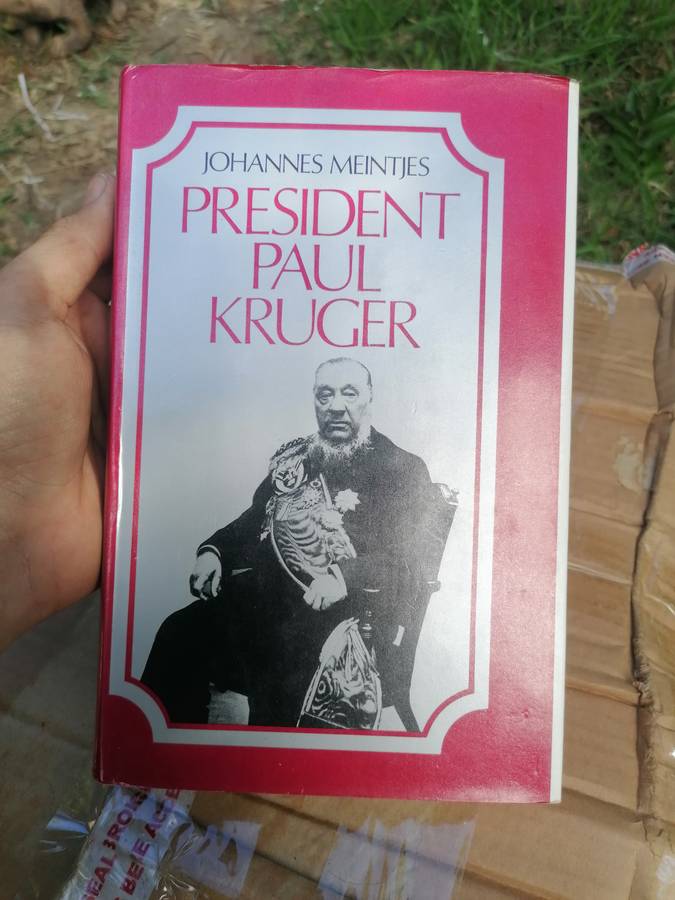 JOHANNES MEINTJES
PRESIDENT
PAUL
KRUGER